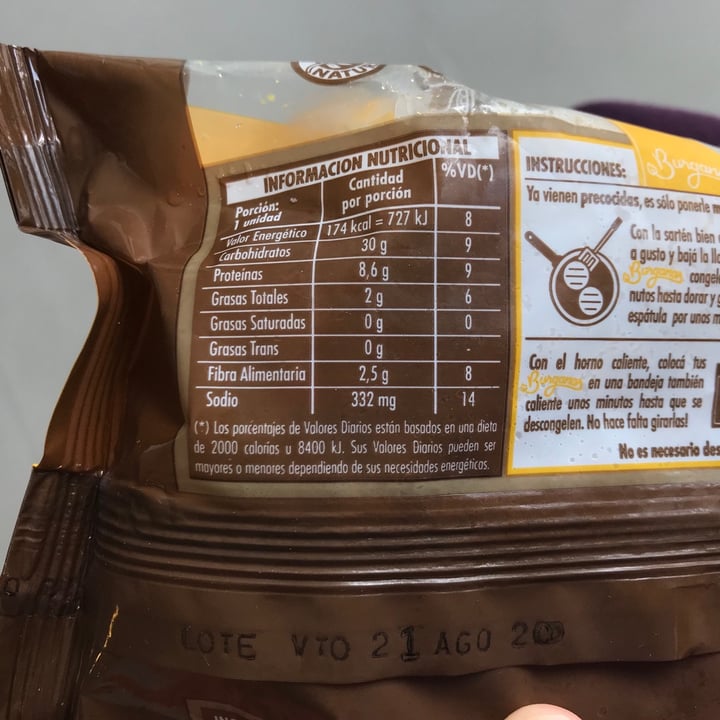 NATU
INFORMACION NUTRICIONAL
Porción: 1 unidad Cantidad por porción %VD(*)
Valor Energético 174 kcal = 727 kJ 8
Carbohidratos 30 g 9
Proteínas 8,6 g 9
Grasas Totales 2 g 6
Grasas Saturadas 0 g 0
Grasas Trans 0 g -
Fibra Alimentaria 2,5 g 8
Sodio 332 mg 14
(*) Los porcentajes de Valores Diarios están basados en una dieta
de 2000 calorías u 8400 kJ. Sus Valores Diarios pueden ser
mayores o menores dependiendo de sus necesidades energéticas.
INSTRUCCIONES:
Ya vienen precocidas, es sólo ponerle
Con la sartén bien
a gusto y bajá la
Burganas congel
nutos hasta dorar y
espátula por unos
Con el horno caliente, colocá tus
Burganas en una bandeja también
caliente unos minutos hasta que se
descongelen. No hace falta girarlas!
No es necesario des
LOTE VTO 21 AGO 20